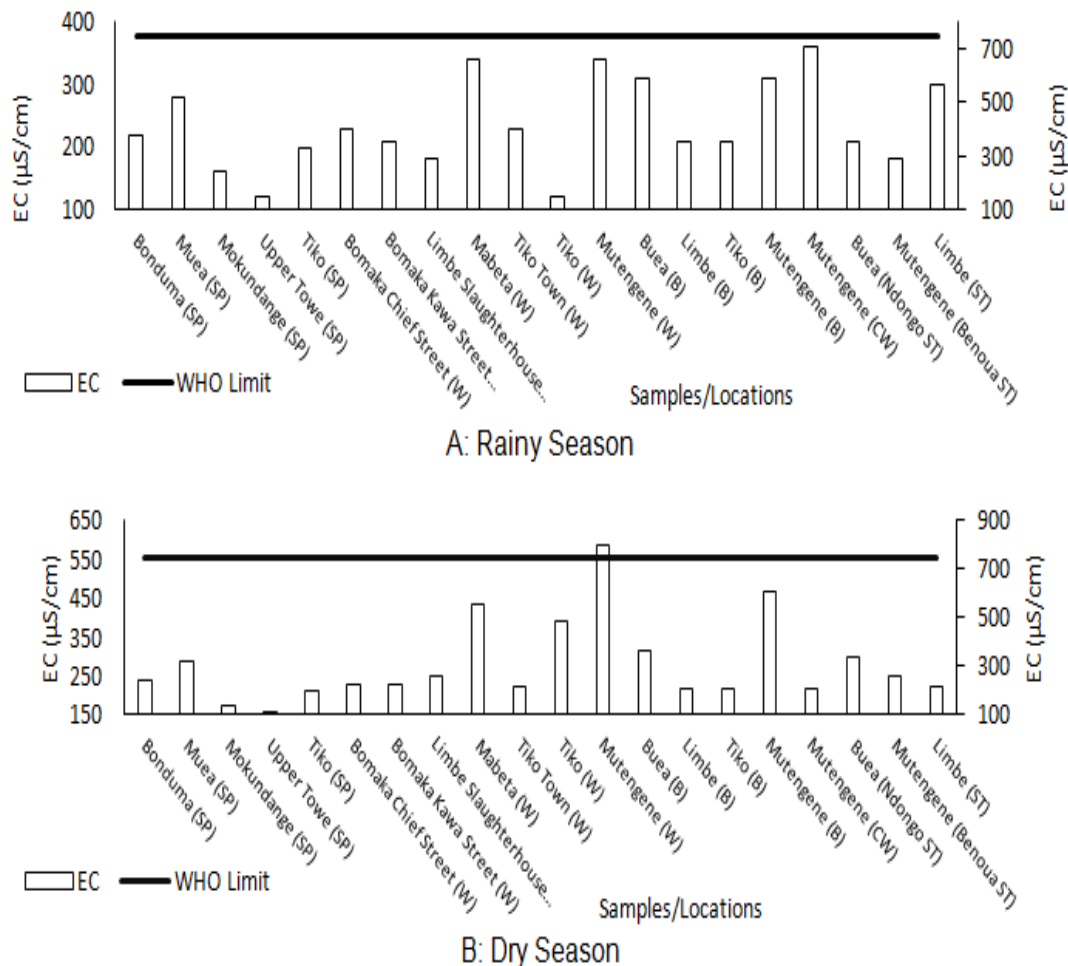 400
300
200
100
EC (µS/cm)
700
500
300
100
EC (µS/cm)
Bonduma (SP)
Muea (SP)
Mokundange (SP)
Upper Towe (SP)
Tiko (SP)
Bomaka Chief Street (W)
Bomaka Kawa Street...
Limbe Slaughterhouse...
Mabeta (W)
Tiko Town (W)
Tiko (W)
Mutengene (W)
Buea (B)
Limbe (B)
Tiko (B)
Mutengene (B)
Mutengene (CW)
Buea (Ndongo ST)
Mutengene (Benoua ST)
Limbe (ST)
EC WHO Limit
Samples/Locations
A: Rainy Season
650
550
450
350
250
150
EC (µS/cm)
900
700
500
300
100
EC (µS/cm)
Bonduma (SP)
Muea (SP)
Mokundange (SP)
Upper Towe (SP)
Tiko (SP)
Bomaka Chief Street (W)
Bomaka Kawa Street (W)
Limbe Slaughterhouse...
Mabeta (W)
Tiko Town (W)
Tiko (W)
Mutengene (W)
Buea (B)
Limbe (B)
Tiko (B)
Mutengene (B)
Mutengene (CW)
Buea (Ndongo ST)
Mutengene (Benoua ST)
Limbe (ST)
EC WHO Limit
Samples/Locations
B: Dry Season